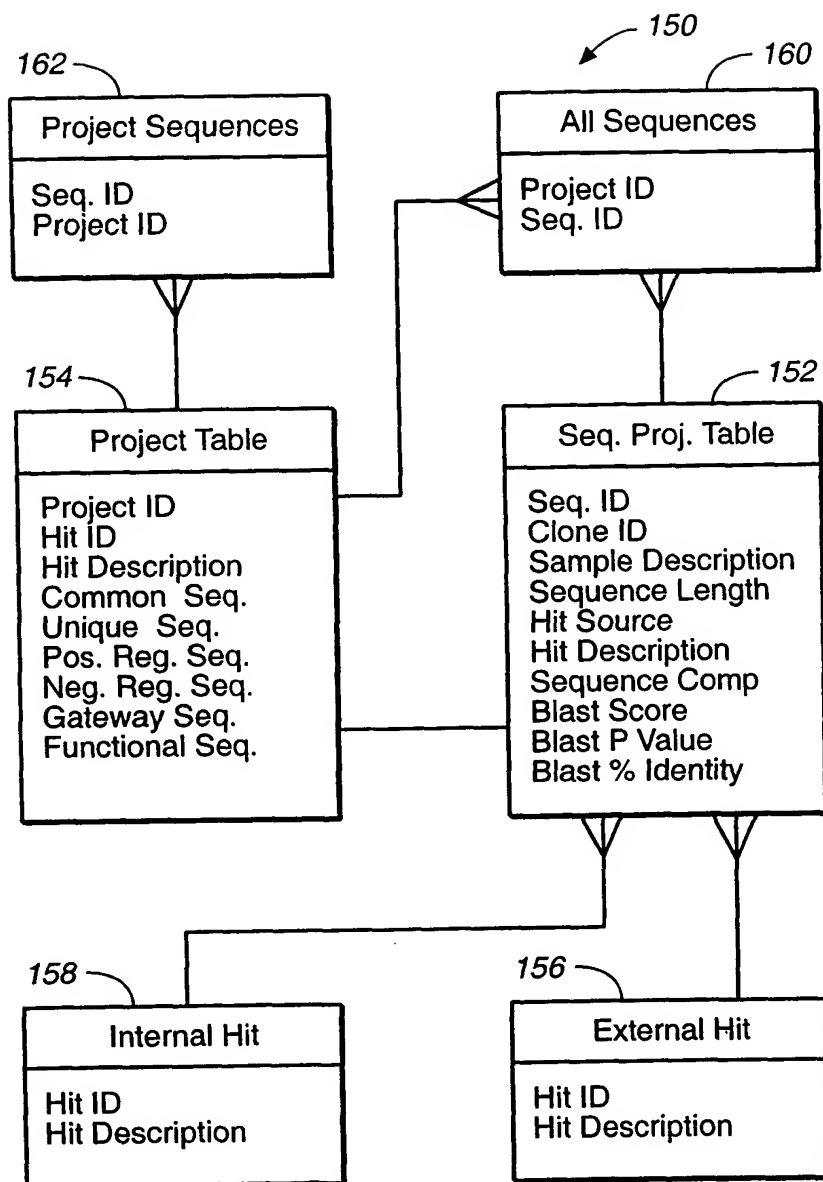 150
162
Project Sequences
Seq. ID
Project ID
160
All Sequences
Project ID
Seq. ID
154
Project Table
Project ID
Hit ID
Hit Description
Common Seq.
Unique Seq.
Pos. Reg. Seq.
Neg. Reg. Seq.
Gateway Seq.
Functional Seq.
152
Seq. Proj. Table
Seq. ID
Clone ID
Sample Description
Sequence Length
Hit Source
Hit Description
Sequence Comp
Blast Score
Blast P Value
Blast % Identity
158
Internal Hit
Hit ID
Hit Description
156
External Hit
Hit ID
Hit Description